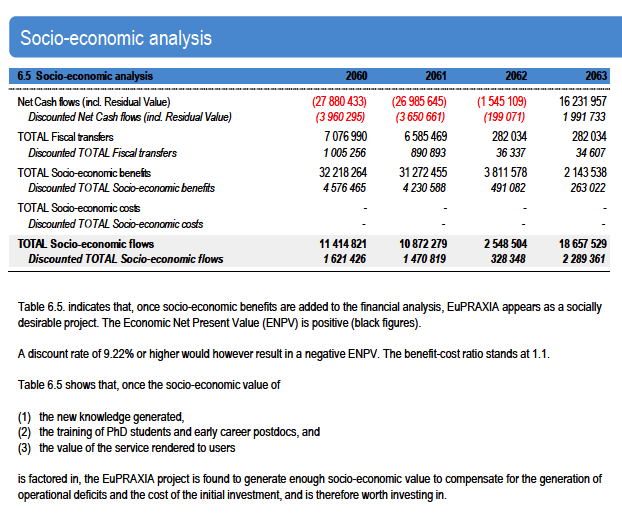 Socio-economic analysis
6.5 Socio-economic analysis 2060 2061 2062 2063
Net Cash flows (incl. Residual Value) (27 880 433) (26 985 645) (1 545 109) 16 231 957
Discounted Net Cash flows (incl. Residual Value) (3 960 295) (3 650 661) (199 071) 1 991 733
TOTAL Fiscal transfers 7 076 990 6 585 469 282 034 282 034
Discounted TOTAL Fiscal transfers 1 005 256 890 893 36 337 34 607
TOTAL Socio-economic benefits 32 218 264 31 272 455 3 811 578 2 143 538
Discounted TOTAL Socio-economic benefits 4 576 465 4 230 588 491 082 263 022
TOTAL Socio-economic costs - - - -
Discounted TOTAL Socio-economic costs - - - -
TOTAL Socio-economic flows 11 414 821 10 872 279 2 548 504 18 657 529
Discounted TOTAL Socio-economic flows 1 621 426 1 470 819 328 348 2 289 361
Table 6.5. indicates that, once socio-economic benefits are added to the financial analysis, EuPRAXIA appears as a socially
desirable project. The Economic Net Present Value (ENPV) is positive (black figures).
A discount rate of 9.22% or higher would however result in a negative ENPV. The benefit-cost ratio stands at 1.1.
Table 6.5 shows that, once the socio-economic value of
(1) the new knowledge generated,
(2) the training of PhD students and early career postdocs, and
(3) the value of the service rendered to users
is factored in, the EuPRAXIA project is found to generate enough socio-economic value to compensate for the generation of
operational deficits and the cost of the initial investment, and is therefore worth investing in.